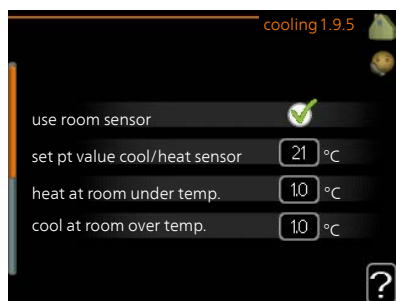 cooling 1.9.5
use room sensor
set pt value cool/heat sensor 21 °C
heat at room under temp. 1.0 °C
cool at room over temp. 1.0 °C
?